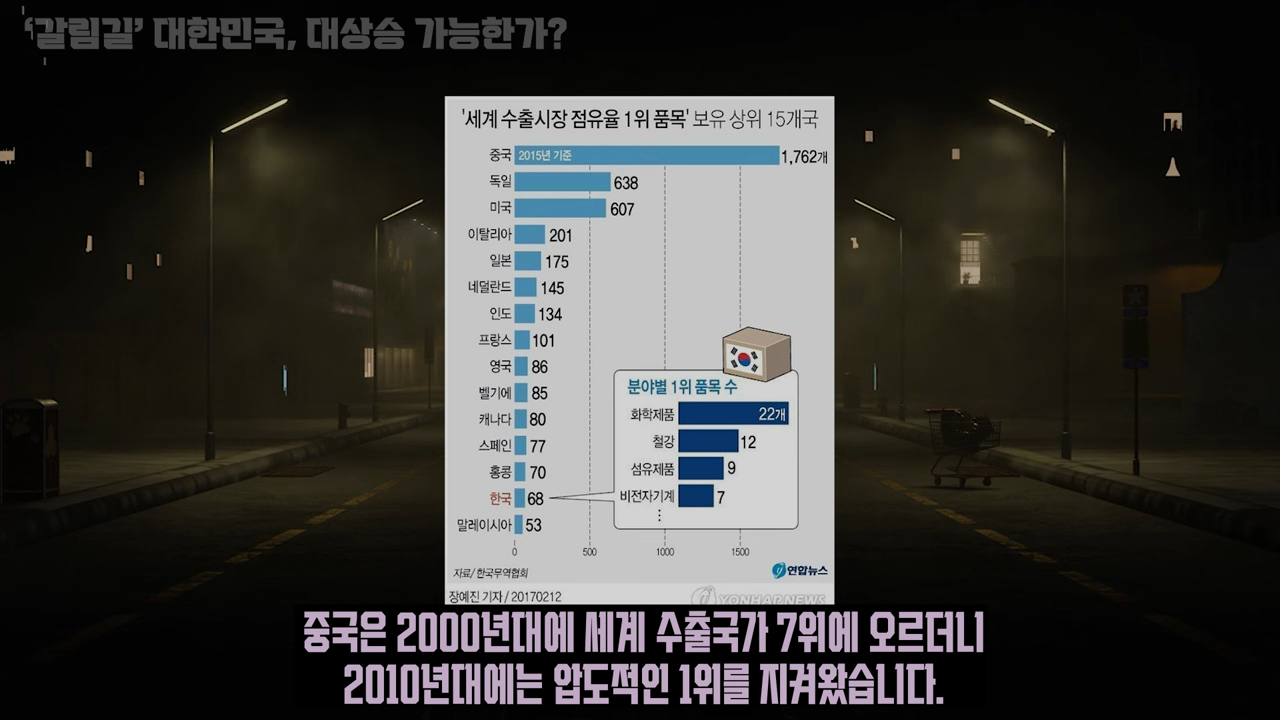 ‘갈림길’ 대한민국, 대상승 가능한가?
'세계 수출시장 점유율 1위 품목' 보유 상위 15개국
중국 2015년 기준 1,762개
독일 638
미국 607
이탈리아 201
일본 175
네덜란드 145
인도 134
프랑스 101
영국 86
벨기에 85
캐나다 80
스페인 77
홍콩 70
한국 68
말레이시아 53
0 500 1000 1500
분야별 1위 품목 수
화학제품 22개
철강 12
섬유제품 9
비전자기계 7
⋮
자료/한국무역협회
연합뉴스
장예진 기자 / 20170212
YONHAP NEWS
중국은 2000년대에 세계 수출국가 7위에 오르더니
2010년대에는 압도적인 1위를 지켜왔습니다.